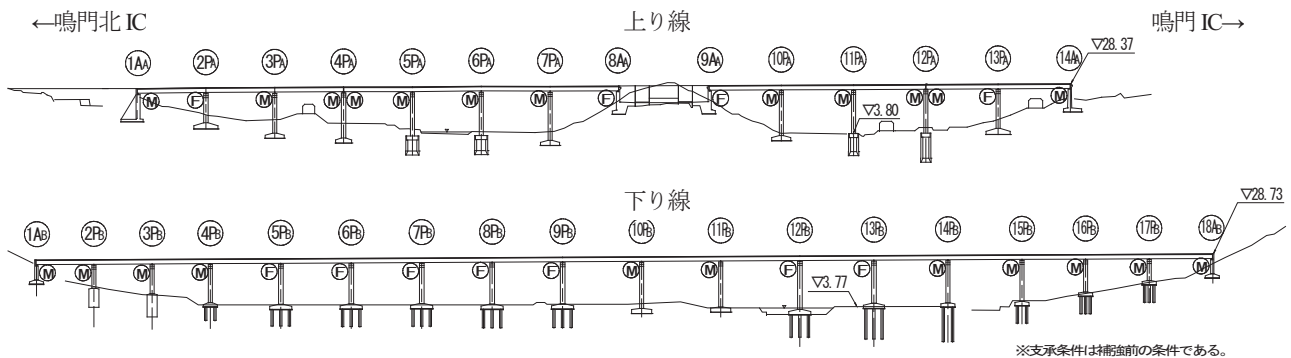 ←鳴門北IC 上り線 鳴門IC→
1AA 2PA 3PA 4PA 5PA 6PA 7PA 8AA 9AA 10PA 11PA 12PA 13PA 14AA ▽28.37
M F M M M M M M F F M M M M F M
▽3.80
下り線
1AB 2PB 3PB 4PB 5PB 6PB 7PB 8PB 9PB 10PB 11PB 12PB 13PB 14PB 15PB 16PB 17PB 18AB ▽28.73
M M M M F F F F F M M F F M M M M M
▽3.77
※支承条件は補強前の条件である。